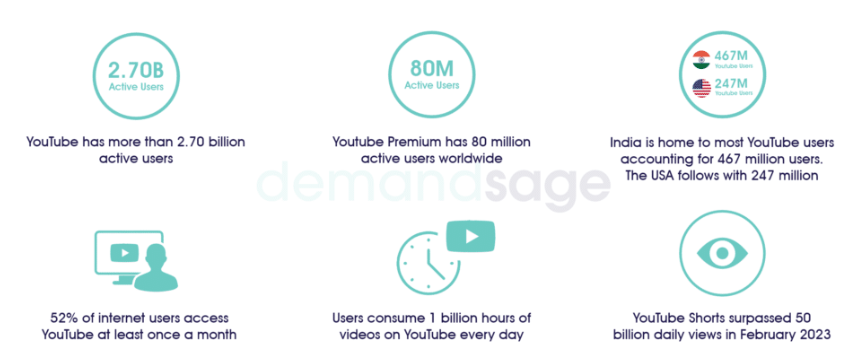 2.70B
Active Users
YouTube has more than 2.70 billion
active users
80M
Active Users
Youtube Premium has 80 million
active users worldwide
467M
Youtube Users
247M
Youtube Users
India is home to most YouTube users
accounting for 467 million users.
The USA follows with 247 million
demandsage
52% of internet users access
YouTube at least once a month
Users consume 1 billion hours of
videos on YouTube every day
YouTube Shorts surpassed 50
billion daily views in February 2023